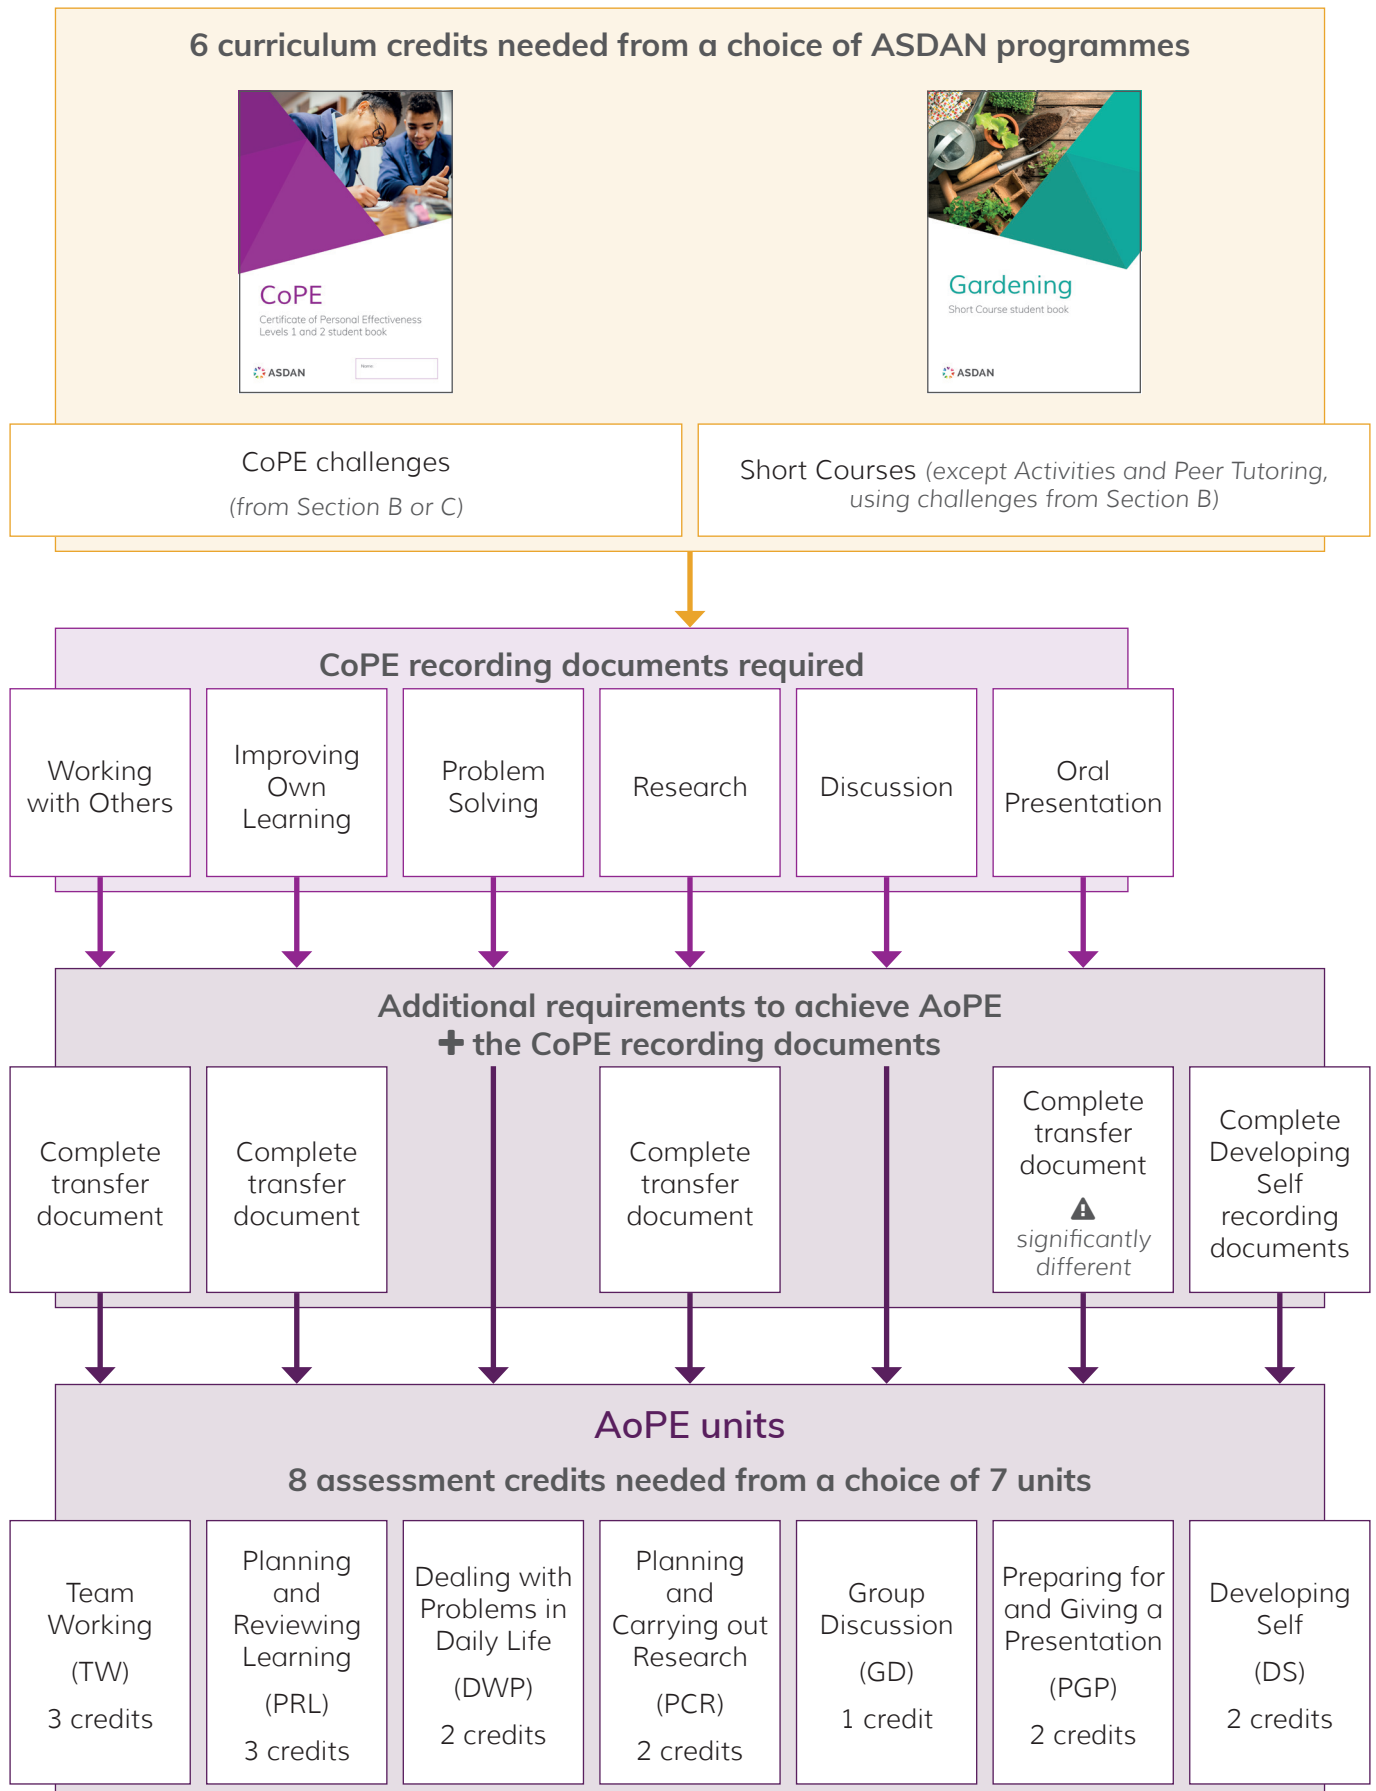 6 curriculum credits needed from a choice of ASDAN programmes
CoPE
Certificate of Personal Effectiveness
Levels 1 and 2 student book
ASDAN
Name:
Gardening
Short Course student book
ASDAN
CoPE challenges
(from Section B or C)
Short Courses (except Activities and Peer Tutoring,
using challenges from Section B)
CoPE recording documents required
Working
with Others
Improving
Own
Learning
Problem
Solving
Research
Discussion
Oral
Presentation
Additional requirements to achieve AoPE
+ the CoPE recording documents
Complete
transfer
document
Complete
transfer
document
Complete
transfer
document
Complete
transfer
document
significantly
different
Complete
Developing
Self
recording
documents
AoPE units
8 assessment credits needed from a choice of 7 units
Team
Working
(TW)
3 credits
Planning
and
Reviewing
Learning
(PRL)
3 credits
Dealing with
Problems in
Daily Life
(DWP)
2 credits
Planning
and
Carrying out
Research
(PCR)
2 credits
Group
Discussion
(GD)
1 credit
Preparing for
and Giving a
Presentation
(PGP)
2 credits
Developing
Self
(DS)
2 credits